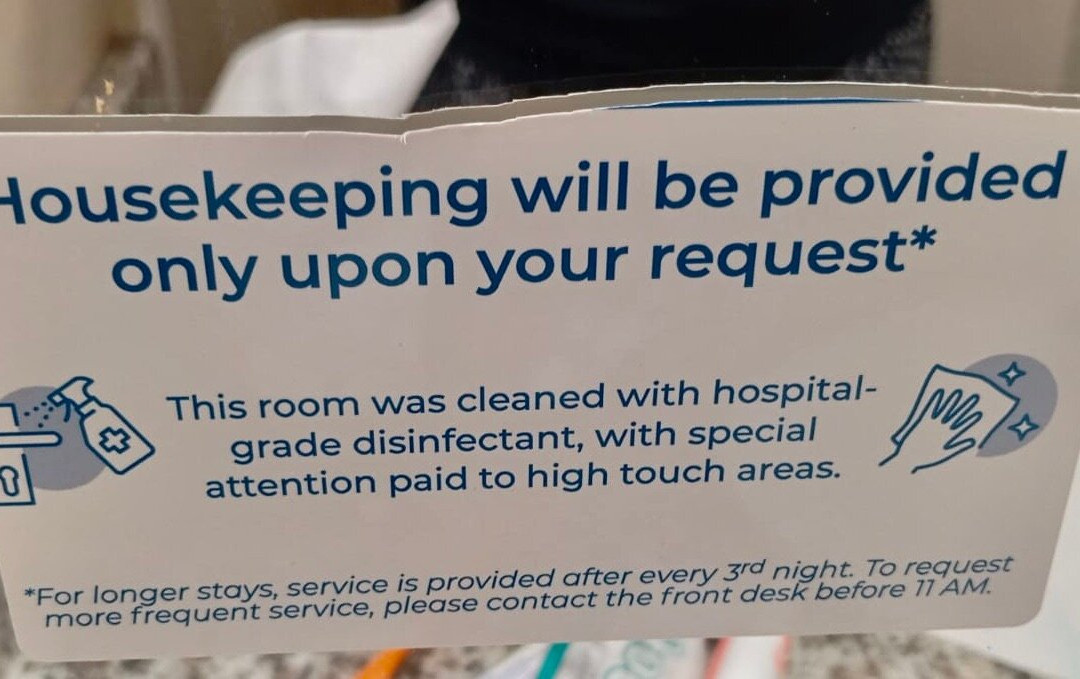 Housekeeping will be provided
only upon your request*
This room was cleaned with hospital-
grade disinfectant, with special
attention paid to high touch areas.
*For longer stays, service is provided after every 3rd night. To request
more frequent service, please contact the front desk before 11 AM.